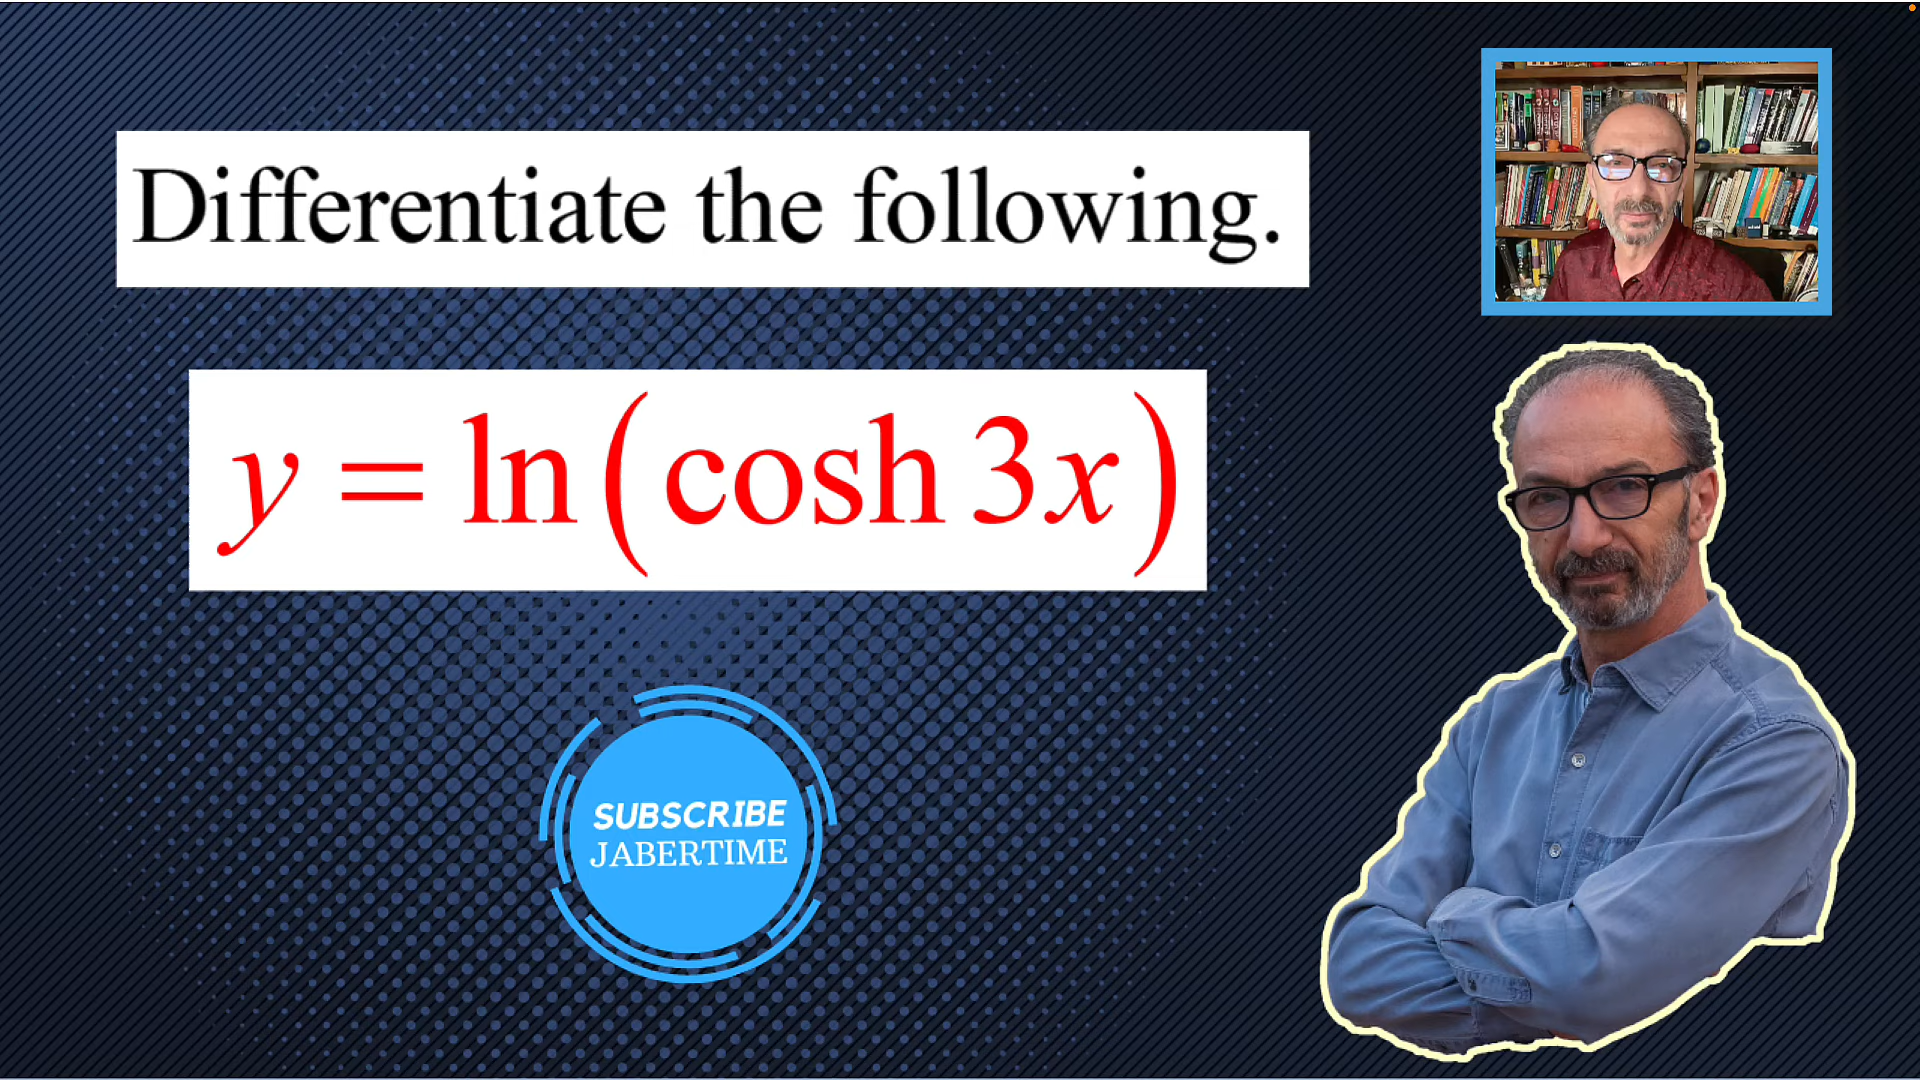 Differentiate the following.
y = ln(cosh 3x)
SUBSCRIBE
JABERTIME